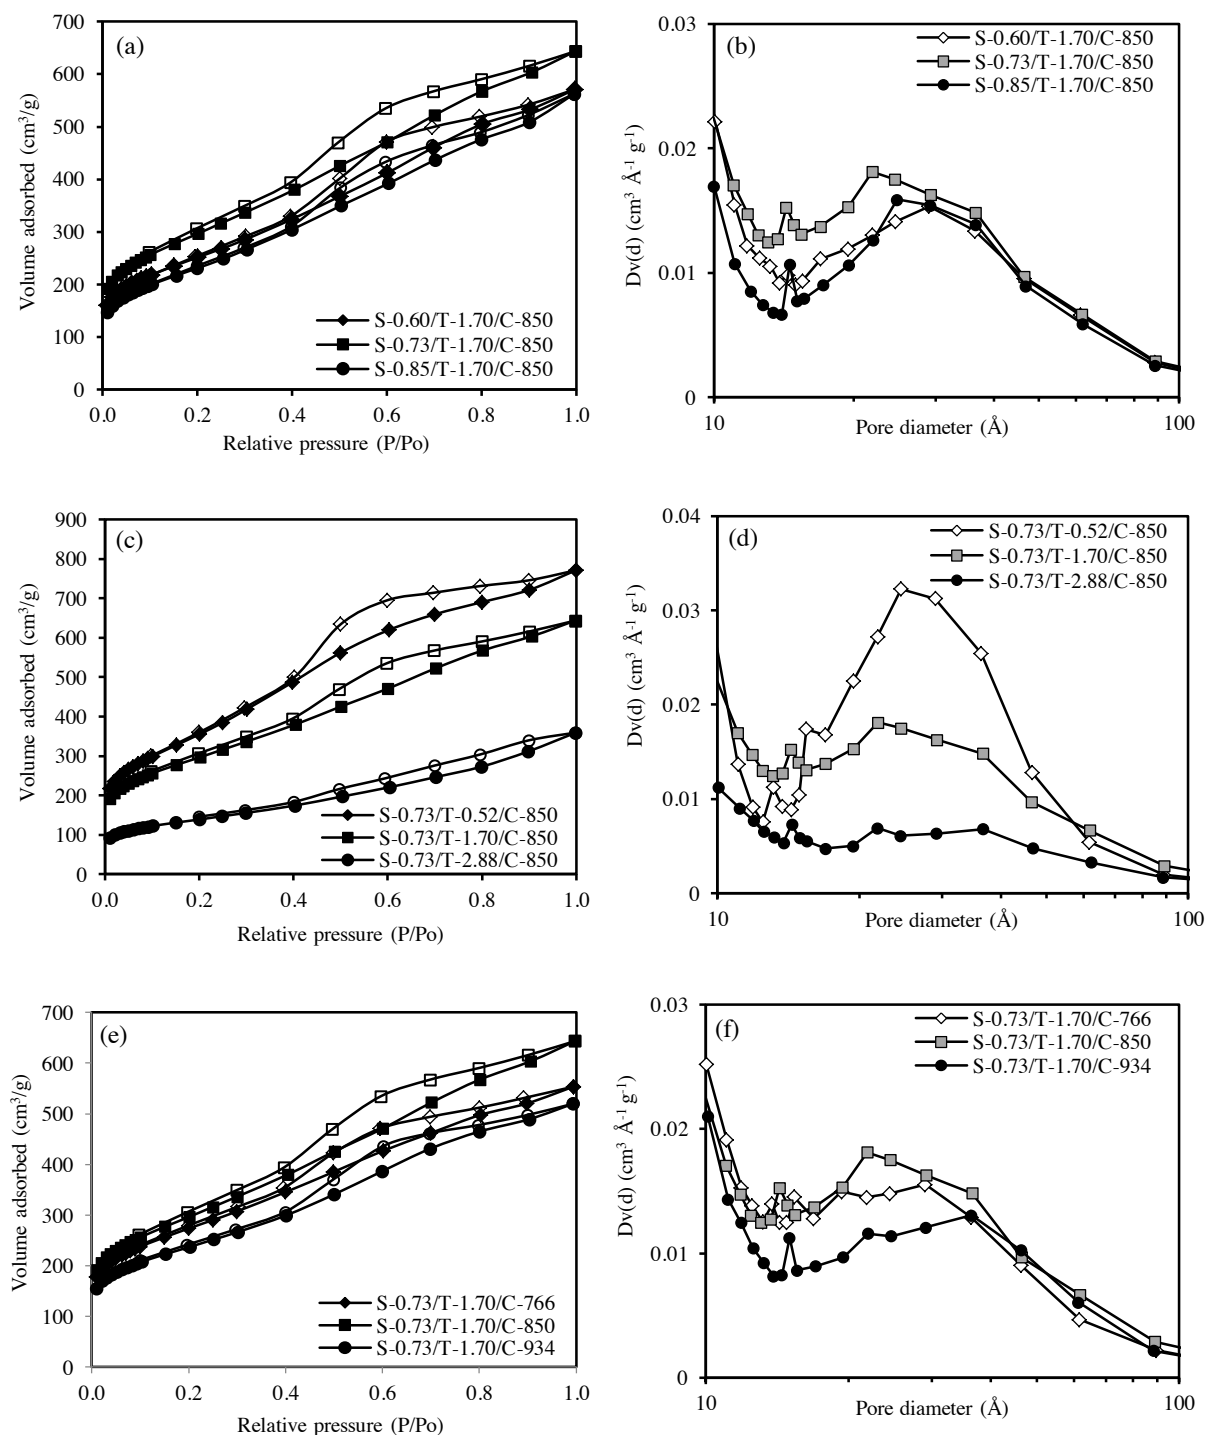 (a)
Volume adsorbed (cm³/g)
700
600
500
400
300
200
100
0
S-0.60/T-1.70/C-850
S-0.73/T-1.70/C-850
S-0.85/T-1.70/C-850
0.0 0.2 0.4 0.6 0.8 1.0
Relative pressure (P/Po)
(b)
Dv(d) (cm³ Å⁻¹ g⁻¹)
0.03
0.02
0.01
0
S-0.60/T-1.70/C-850
S-0.73/T-1.70/C-850
S-0.85/T-1.70/C-850
10 100
Pore diameter (Å)
(c)
Volume adsorbed (cm³/g)
900
800
700
600
500
400
300
200
100
0
S-0.73/T-0.52/C-850
S-0.73/T-1.70/C-850
S-0.73/T-2.88/C-850
0.0 0.2 0.4 0.6 0.8 1.0
Relative pressure (P/Po)
(d)
Dv(d) (cm³ Å⁻¹ g⁻¹)
0.04
0.03
0.02
0.01
0
S-0.73/T-0.52/C-850
S-0.73/T-1.70/C-850
S-0.73/T-2.88/C-850
10 100
Pore diameter (Å)
(e)
Volume adsorbed (cm³/g)
700
600
500
400
300
200
100
0
S-0.73/T-1.70/C-766
S-0.73/T-1.70/C-850
S-0.73/T-1.70/C-934
0.0 0.2 0.4 0.6 0.8 1.0
Relative pressure (P/Po)
(f)
Dv(d) (cm³ Å⁻¹ g⁻¹)
0.03
0.02
0.01
0
S-0.73/T-1.70/C-766
S-0.73/T-1.70/C-850
S-0.73/T-1.70/C-934
10 100
Pore diameter (Å)